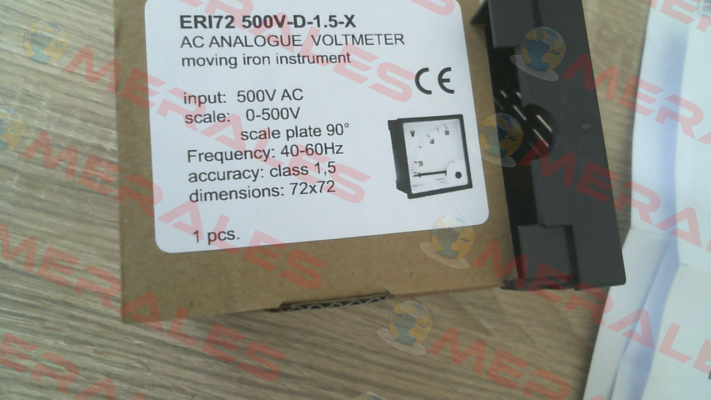 ERI72 500V-D-1.5-X
AC ANALOGUE VOLTMETER
moving iron instrument
CE
input: 500V AC
scale: 0-500V
scale plate 90°
Frequency: 40-60Hz
accuracy: class 1,5
dimensions: 72x72
1 pcs.
V
MERALES
MERALES
MERALES
MERALES
MERALES